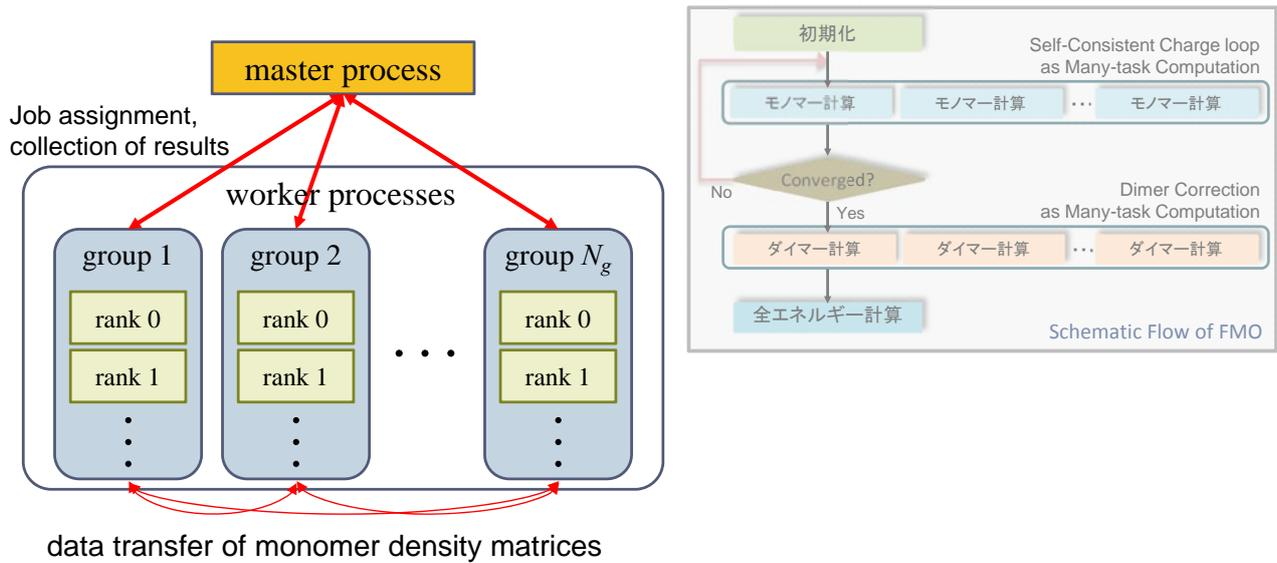 master process
Job assignment,
collection of results
worker processes
group 1
rank 0
rank 1
group 2
rank 0
rank 1
group Ng
rank 0
rank 1
data transfer of monomer density matrices
初期化
Self-Consistent Charge loop
as Many-task Computation
モノマー計算 モノマー計算 ・・・ モノマー計算
Converged?
No
Yes
Dimer Correction
as Many-task Computation
ダイマー計算 ダイマー計算 ・・・ ダイマー計算
全エネルギー計算
Schematic Flow of FMO